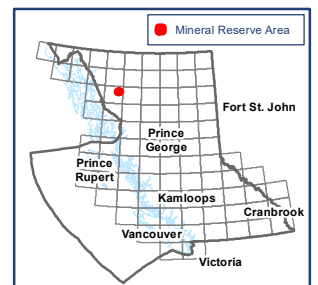 Mineral Reserve Area
Fort St. John
Prince
George
Prince
Rupert
Kamloops
Cranbrook
Vancouver
Victoria